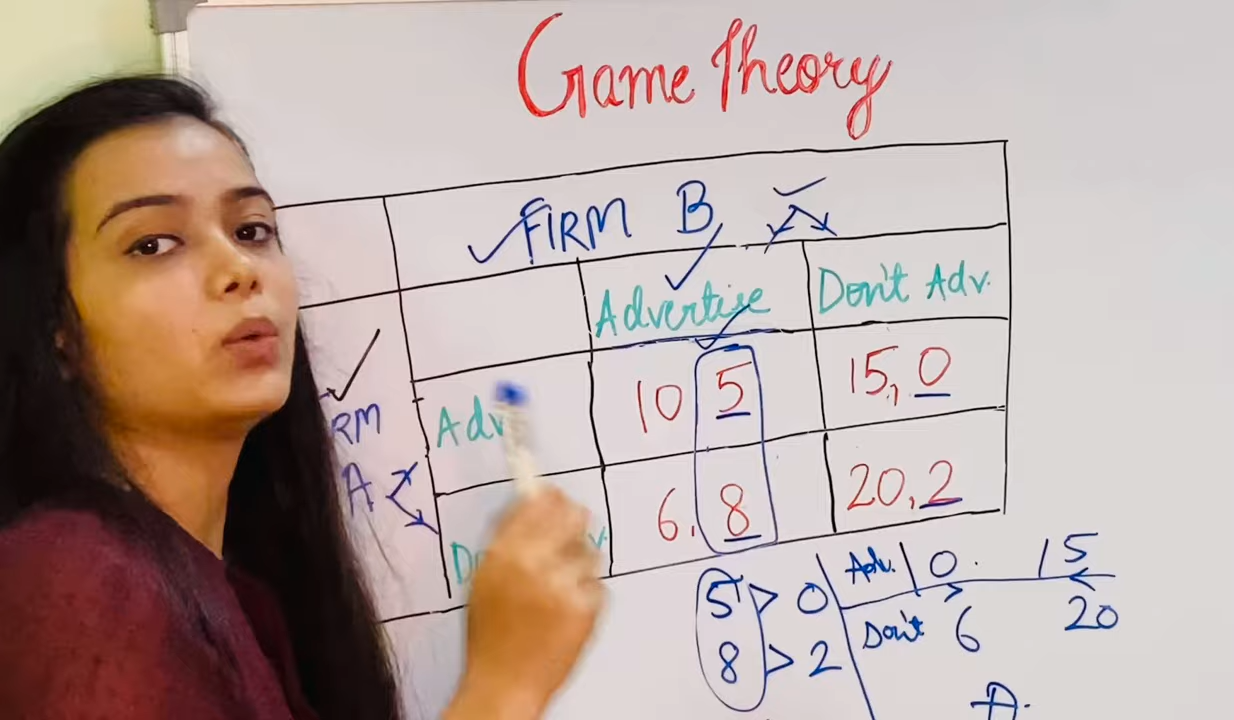 Game Theory
FIRM B
Advertise Don't Adv.
RM
A
Adv 10 5 15, 0
6, 8 20, 2
5 > 0
8 > 2
Adv. 10. 15
Don't 6 20